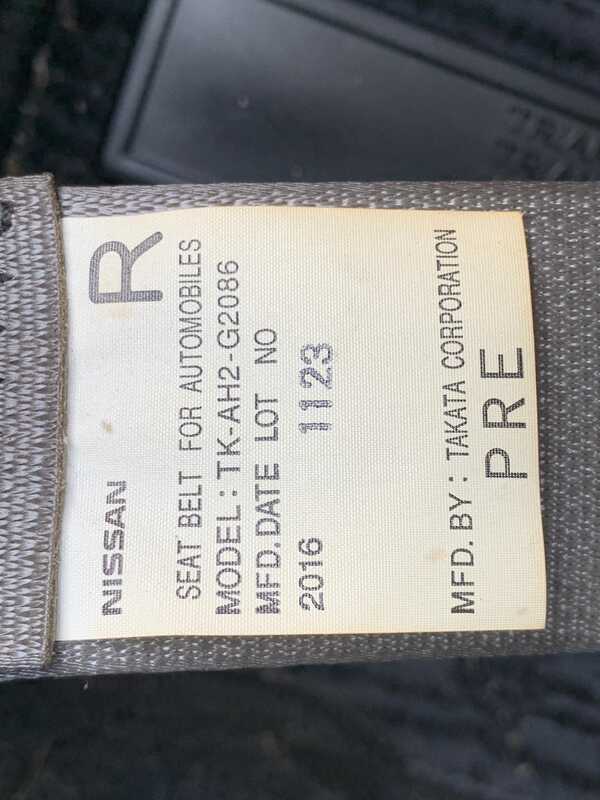 NISSAN R
SEAT BELT FOR AUTOMOBILES
MODEL: TK-AH2-G2086
MFD. DATE LOT NO
2016 1123
MFD. BY: TAKATA CORPORATION
PRE